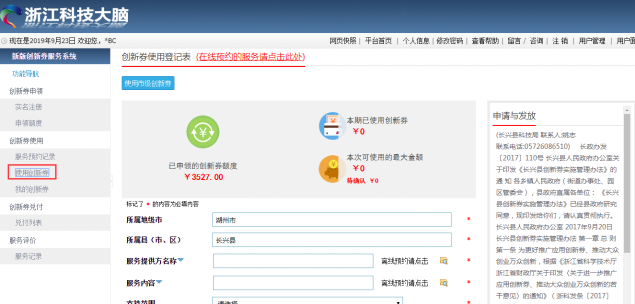 浙江科技大脑
现在是2019年9月23日 欢迎您，*BC
网页快照 | 平台首页 | 个人信息 | 修改密码 | 查看帮助 | 留言 / 咨询 | 注 销 | 用户管理 | 用户
新版创新券服务系统
功能导航
创新券申领
实名注册
申请额度
创新券使用
服务预约记录
使用创新券
我的创新券
创新券兑付
兑付列表
服务评价
服务记录
创新券使用登记表 (在线预约的服务请点击此处)
使用市级创新券
已申领的创新券额度
￥3527.00
本期已使用创新券
￥0
本次可使用的最大金额
￥0
待确认 ￥0
标记了 * 的内容为必填内容
所属地级市 湖州市 *
所属县（市、区） 长兴县 *
服务提供方名称 离线预约请点击 *
服务内容 离线预约请点击 *
支持范围 请选择 *
申请与发放
(长兴县科技局 联系人:姚志
联系电话:05726086510) 长政办发
〔2017〕110号 长兴县人民政府办公室关
于印发《长兴县创新券实施管理办法》的
通 知 各乡镇人民政府（街道办事处、园
区管委会），县政府直属各单位：《长兴
县创新券实施管理办法》已经县政府研究
同意，现印发给你们，请认真贯彻执行。
长兴县人民政府办公室 2017年9月20日
长兴县创新券实施管理办法 第一章 总 则
第一条 为更好推广应用创新券，推动大众
创业万众创新，根据《浙江省科学技术厅
浙江省财政厅关于印发〈关于进一步推广
应用创新券，推动大众创业万众创新的若
干意见〉的通知》（浙科发条〔2017〕